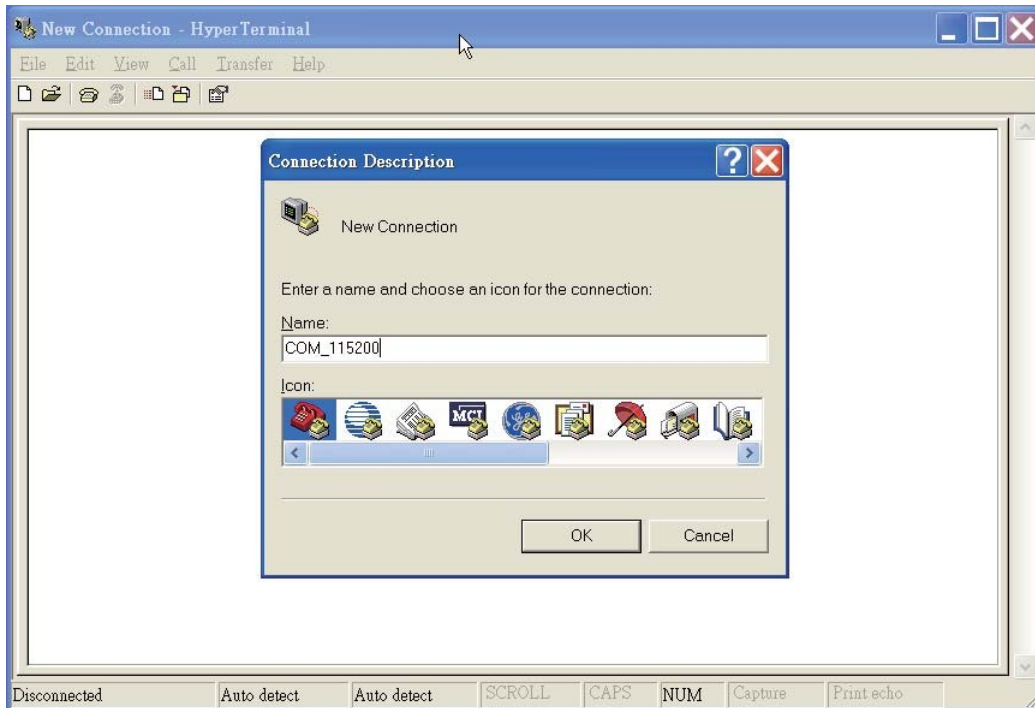 New Connection - HyperTerminal
File Edit View Call Transfer Help
Connection Description
New Connection
Enter a name and choose an icon for the connection:
Name:
COM_115200
Icon:
MCI
OK Cancel
Disconnected Auto detect Auto detect SCROLL CAPS NUM Capture Print echo